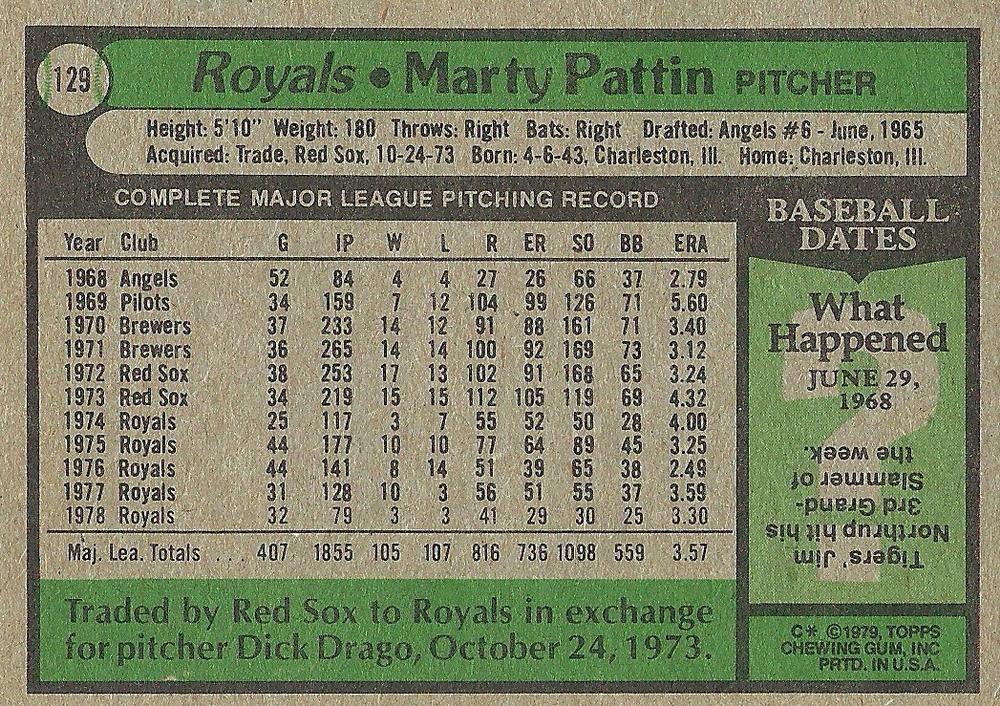 129
Royals • Marty Pattin PITCHER
Height: 5'10" Weight: 180 Throws: Right Bats: Right Drafted: Angels #6 - June, 1965
Acquired: Trade, Red Sox, 10-24-73 Born: 4-6-43, Charleston, Ill. Home: Charleston, Ill.
COMPLETE MAJOR LEAGUE PITCHING RECORD
Year Club G IP W L R ER SO BB ERA
1968 Angels 52 84 4 4 27 26 66 37 2.79
1969 Pilots 34 159 7 12 104 99 126 71 5.60
1970 Brewers 37 233 14 12 91 88 161 71 3.40
1971 Brewers 36 265 14 14 100 92 169 73 3.12
1972 Red Sox 38 253 17 13 102 91 168 65 3.24
1973 Red Sox 34 219 15 15 112 105 119 69 4.32
1974 Royals 25 117 3 7 55 52 50 28 4.00
1975 Royals 44 177 10 10 77 64 89 45 3.25
1976 Royals 44 141 8 14 51 39 65 38 2.49
1977 Royals 31 128 10 3 56 51 55 37 3.59
1978 Royals 32 79 3 3 41 29 30 25 3.30
Maj. Lea. Totals ... 407 1855 105 107 816 736 1098 559 3.57
Traded by Red Sox to Royals in exchange
for pitcher Dick Drago, October 24, 1973.
BASEBALL
DATES
What
Happened
JUNE 29,
1968
Tigers' Jim
Northrup hit his
3rd Grand-
Slammer of
the week.
C* ©1979, TOPPS
CHEWING GUM, INC
PRTD. IN U.S.A.